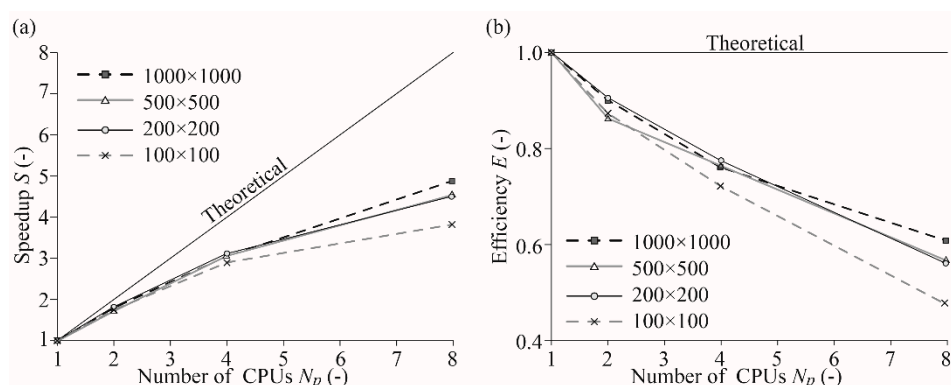 (a)
8
7
6
5
4
3
2
1
Speedup S (-)
1000×1000
500×500
200×200
100×100
Theoretical
1 2 3 4 5 6 7 8
Number of CPUs Np (-)
(b)
1.0
0.8
0.6
0.4
Efficiency E (-)
Theoretical
1000×1000
500×500
200×200
100×100
1 2 3 4 5 6 7 8
Number of CPUs Np (-)